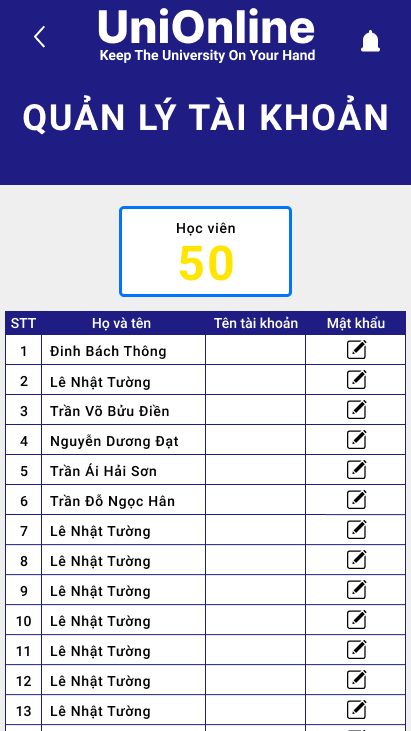 UniOnline
Keep The University On Your Hand
QUẢN LÝ TÀI KHOẢN
Học viên
50
STT Họ và tên Tên tài khoản Mật khẩu
1 Đinh Bách Thông
2 Lê Nhật Tường
3 Trần Võ Bửu Điền
4 Nguyễn Dương Đạt
5 Trần Ái Hải Sơn
6 Trần Đỗ Ngọc Hân
7 Lê Nhật Tường
8 Lê Nhật Tường
9 Lê Nhật Tường
10 Lê Nhật Tường
11 Lê Nhật Tường
12 Lê Nhật Tường
13 Lê Nhật Tường